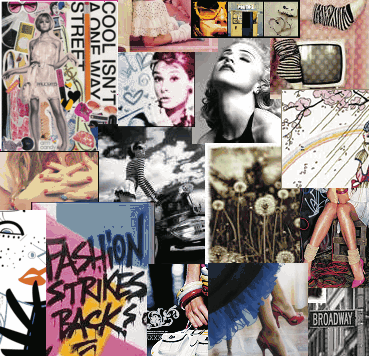 COOL ISN'T
A ONE WAY
STREET
FASHION
STRIKES
BACK!
BROADWAY